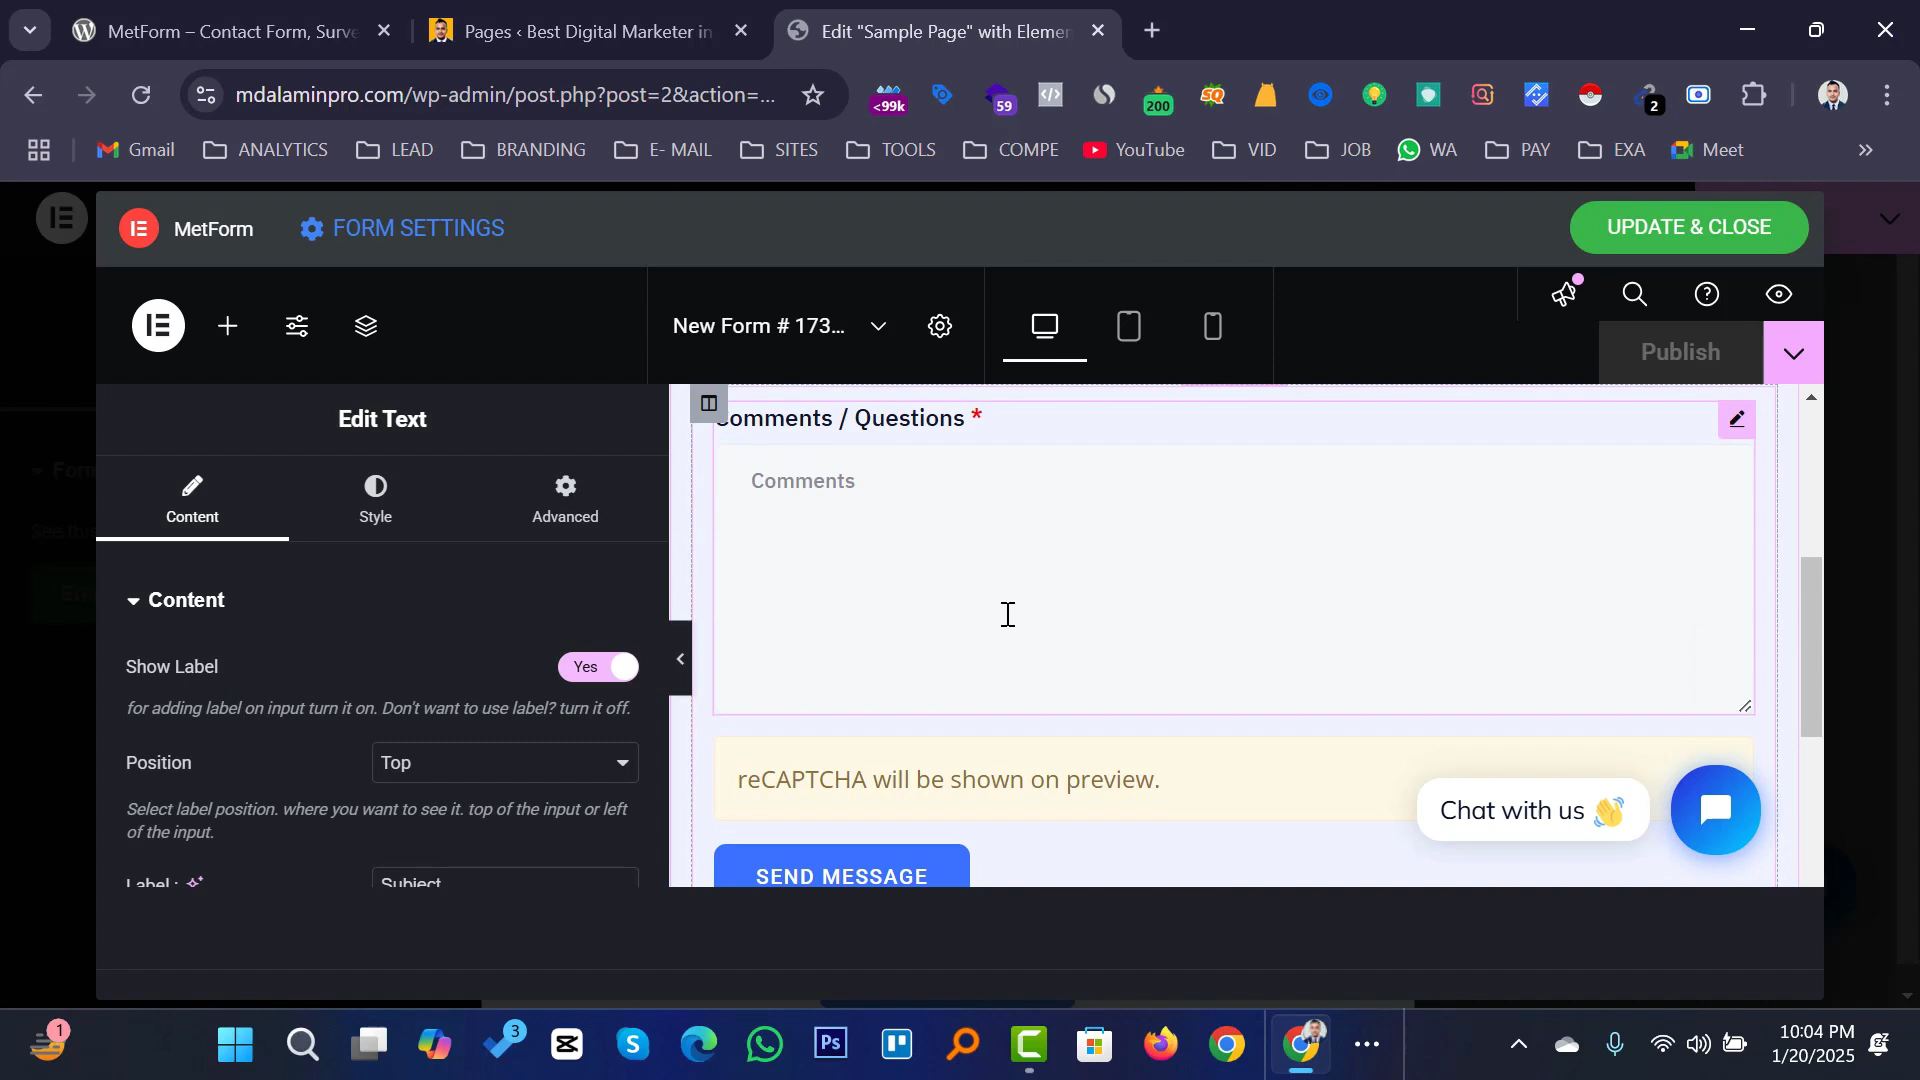 MetForm – Contact Form, Surve
Pages ‹ Best Digital Marketer in
Edit "Sample Page" with Elemen
mdalaminpro.com/wp-admin/post.php?post=2&action=...
<99k
59
200
SQ
2
Gmail
ANALYTICS
LEAD
BRANDING
E- MAIL
SITES
TOOLS
COMPE
YouTube
VID
JOB
WA
PAY
EXA
Meet
MetForm
FORM SETTINGS
UPDATE & CLOSE
New Form # 173...
Publish
Edit Text
Content
Style
Advanced
Content
Show Label
Yes
for adding label on input turn it on. Don't want to use label? turn it off.
Position
Top
Select label position. where you want to see it. top of the input or left
of the input.
Label :
Subject
omments / Questions *
Comments
reCAPTCHA will be shown on preview.
SEND MESSAGE
Chat with us 👋
1
3
Ps
10:04 PM
1/20/2025